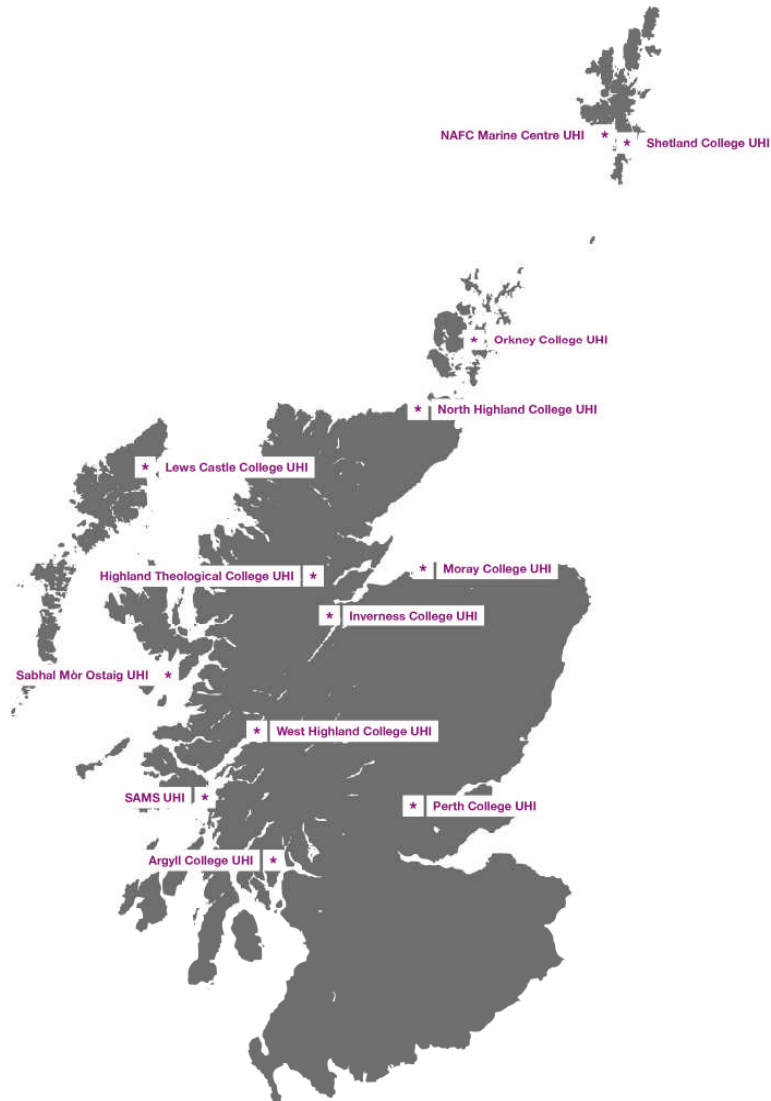 NAFC Marine Centre UHI
Shetland College UHI
Orkney College UHI
North Highland College UHI
Lews Castle College UHI
Moray College UHI
Highland Theological College UHI
Inverness College UHI
Sabhal Mòr Ostaig UHI
West Highland College UHI
SAMS UHI
Perth College UHI
Argyll College UHI